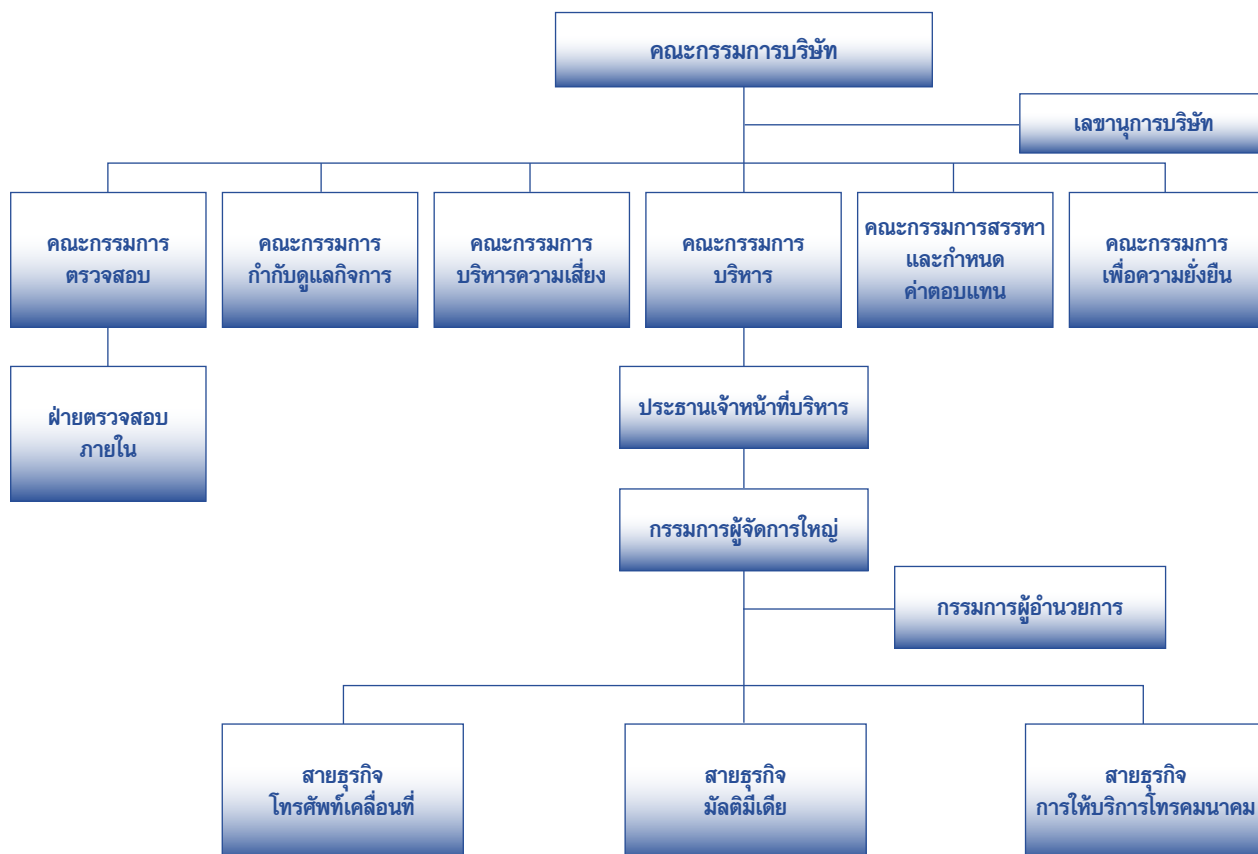 คณะกรรมการบริษัท
เลขานุการบริษัท
คณะกรรมการ
ตรวจสอบ
คณะกรรมการ
กำกับดูแลกิจการ
คณะกรรมการ
บริหารความเสี่ยง
คณะกรรมการ
บริหาร
คณะกรรมการสรรหา
และกำหนด
ค่าตอบแทน
คณะกรรมการ
เพื่อความยั่งยืน
ฝ่ายตรวจสอบ
ภายใน
ประธานเจ้าหน้าที่บริหาร
กรรมการผู้จัดการใหญ่
กรรมการผู้อำนวยการ
สายธุรกิจ
โทรศัพท์เคลื่อนที่
สายธุรกิจ
มัลติมีเดีย
สายธุรกิจ
การให้บริการโทรคมนาคม